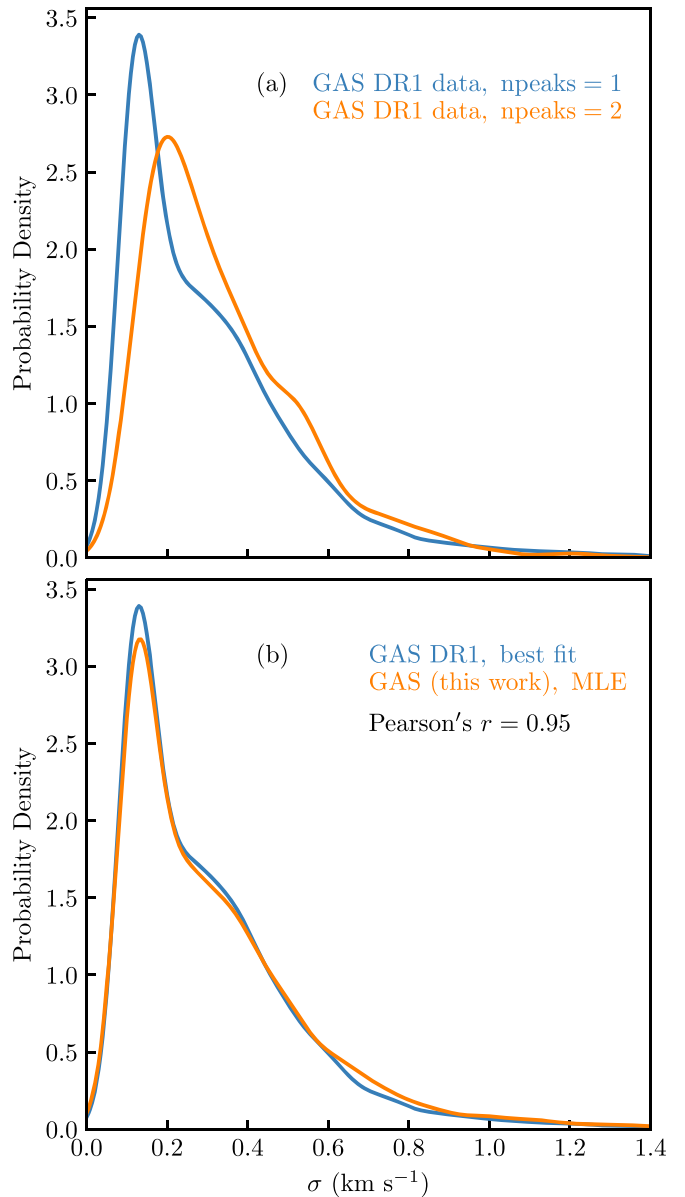 3.5
3.0
2.5
2.0
1.5
1.0
0.5
0.0
Probability Density
(a)
GAS DR1 data, npeaks = 1
GAS DR1 data, npeaks = 2
3.5
3.0
2.5
2.0
1.5
1.0
0.5
0.0
Probability Density
(b)
GAS DR1, best fit
GAS (this work), MLE
Pearson's r = 0.95
0.0 0.2 0.4 0.6 0.8 1.0 1.2 1.4
σ (km s⁻¹)